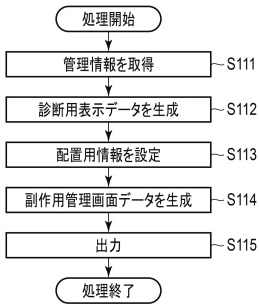 処理開始
管理情報を取得 S111
診断用表示データを生成 S112
配置用情報を設定 S113
副作用管理画面データを生成 S114
出力 S115
処理終了